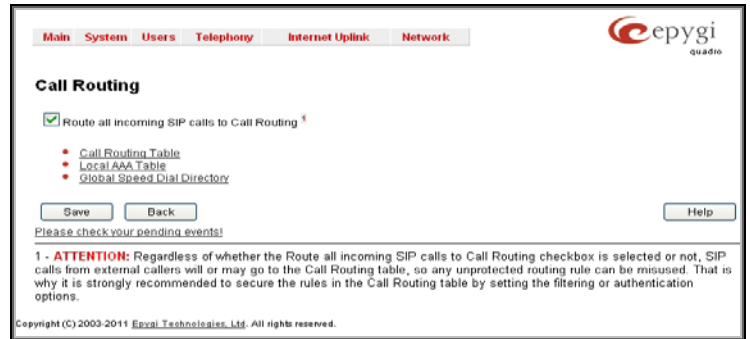 Main System Users Telephony Internet Uplink Network
epygi
quadro
Call Routing
Route all incoming SIP calls to Call Routing 1
Call Routing Table
Local AAA Table
Global Speed Dial Directory
Save Back Help
Please check your pending events!
1 - ATTENTION: Regardless of whether the Route all incoming SIP calls to Call Routing checkbox is selected or not, SIP
calls from external callers will or may go to the Call Routing table, so any unprotected routing rule can be misused. That is
why it is strongly recommended to secure the rules in the Call Routing table by setting the filtering or authentication
options.
Copyright (C) 2003-2011 Epygi Technologies, Ltd. All rights reserved.